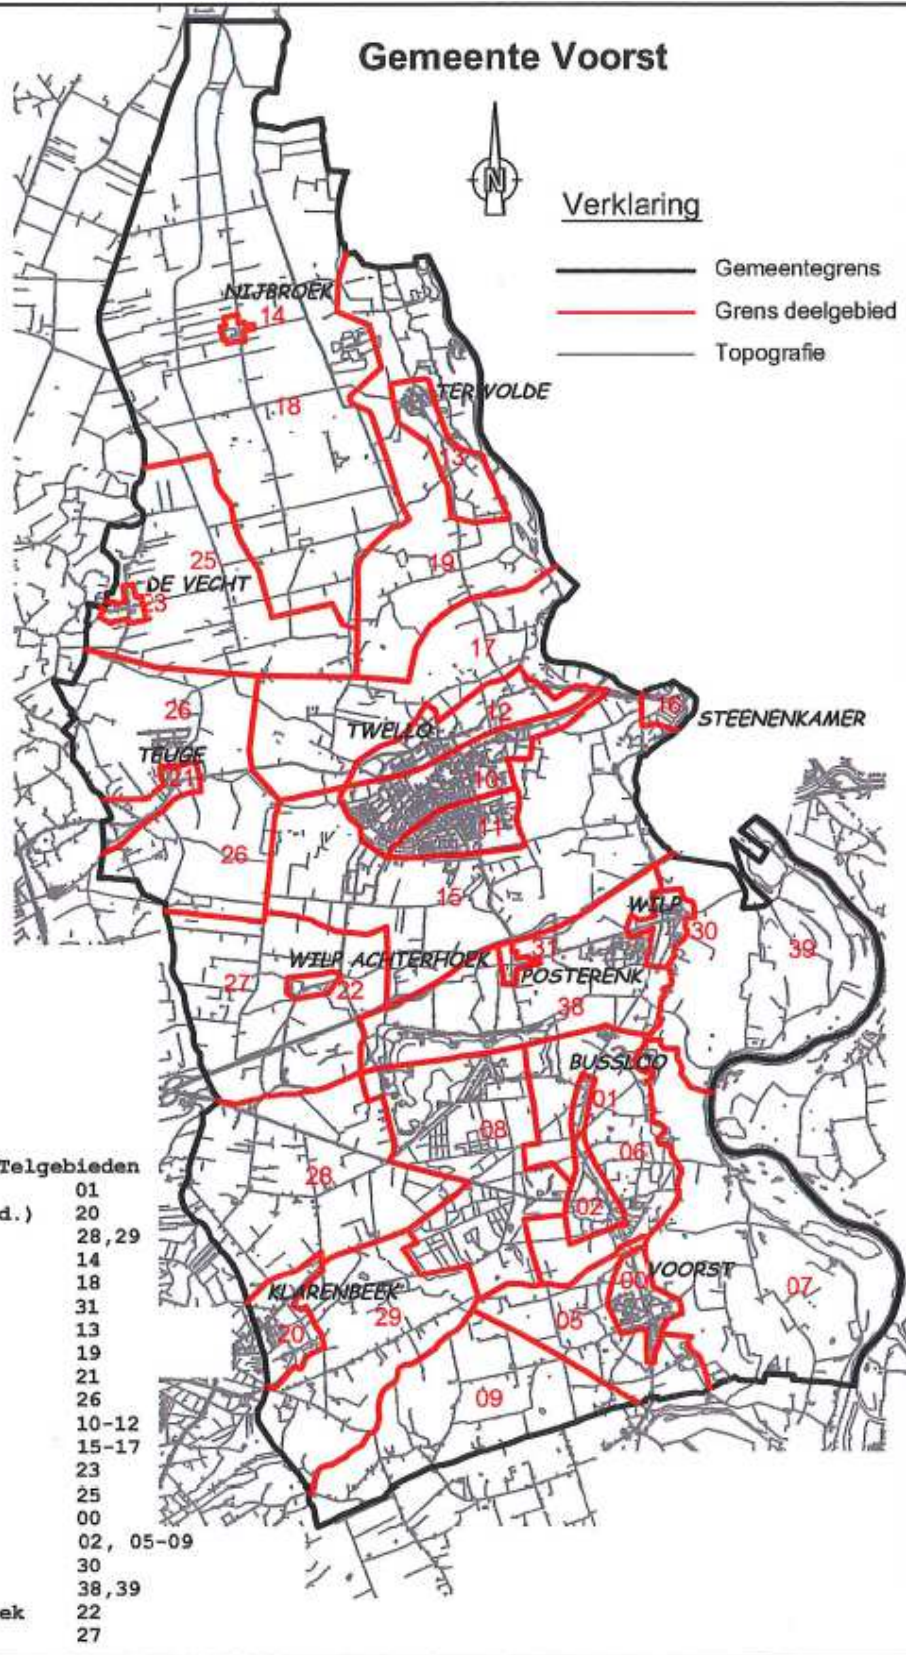 Gemeente Voorst
N
Verklaring
Gemeentegrens
Grens deelgebied
Topografie
NIJBROEK
14
TERWOLDE
18
13
25
19
DE VECHT
23
17
26
12
16
STEENENKAMER
TWELLO
TEUGE
21
10
11
26
15
WILP
30
31
39
WILP ACHTERHOEK
POSTERENK
27
22
38
BUSSLOO
01
08
06
28
02
VOORST
00
07
KLARENBEEK
29
05
20
09
Telgebieden
01
d.) 20
28,29
14
18
31
13
19
21
26
10-12
15-17
23
25
00
02, 05-09
30
38,39
ek 22
27